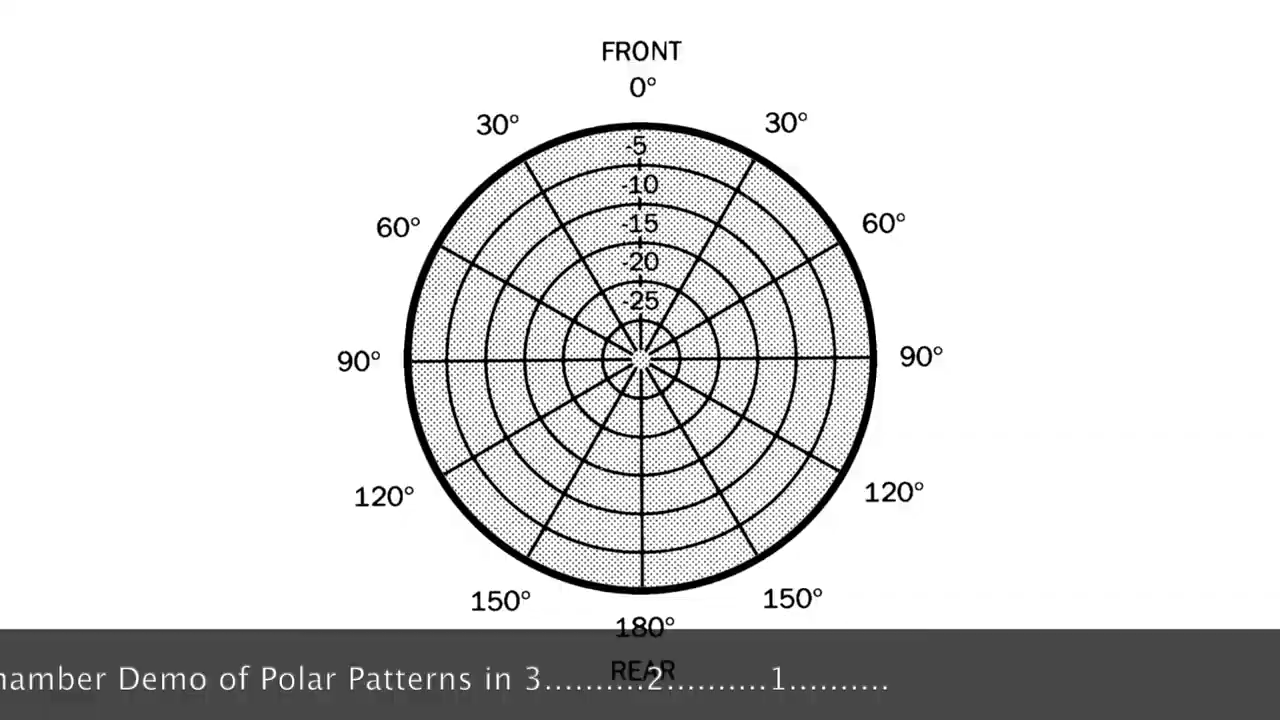 FRONT
0°
30° 30°
-5
-10
60° -15 60°
-20
-25
90° 90°
120° 120°
150° 150°
180°
REAR
Demo of Polar Patterns in 3..........2..........1..........